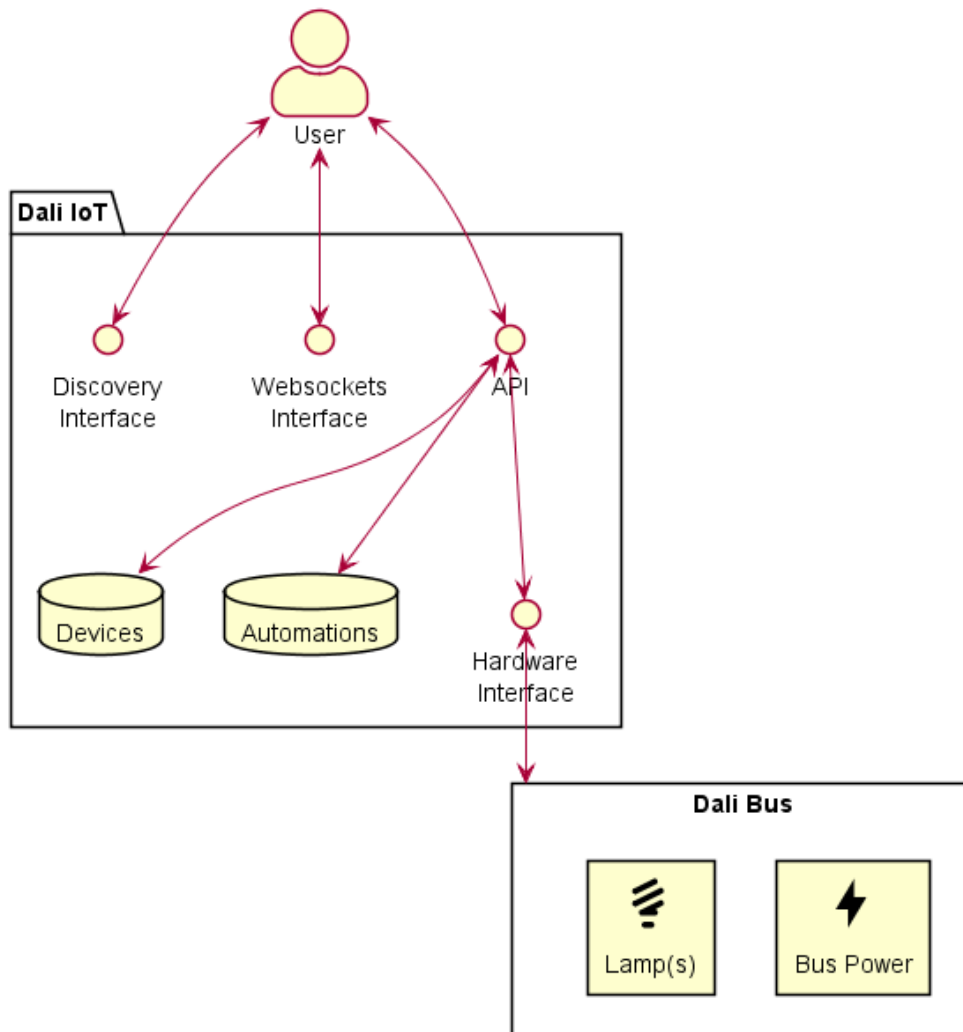 User
Dali IoT
Discovery
Interface
Websockets
Interface
API
Devices
Automations
Hardware
Interface
Dali Bus
Lamp(s)
Bus Power